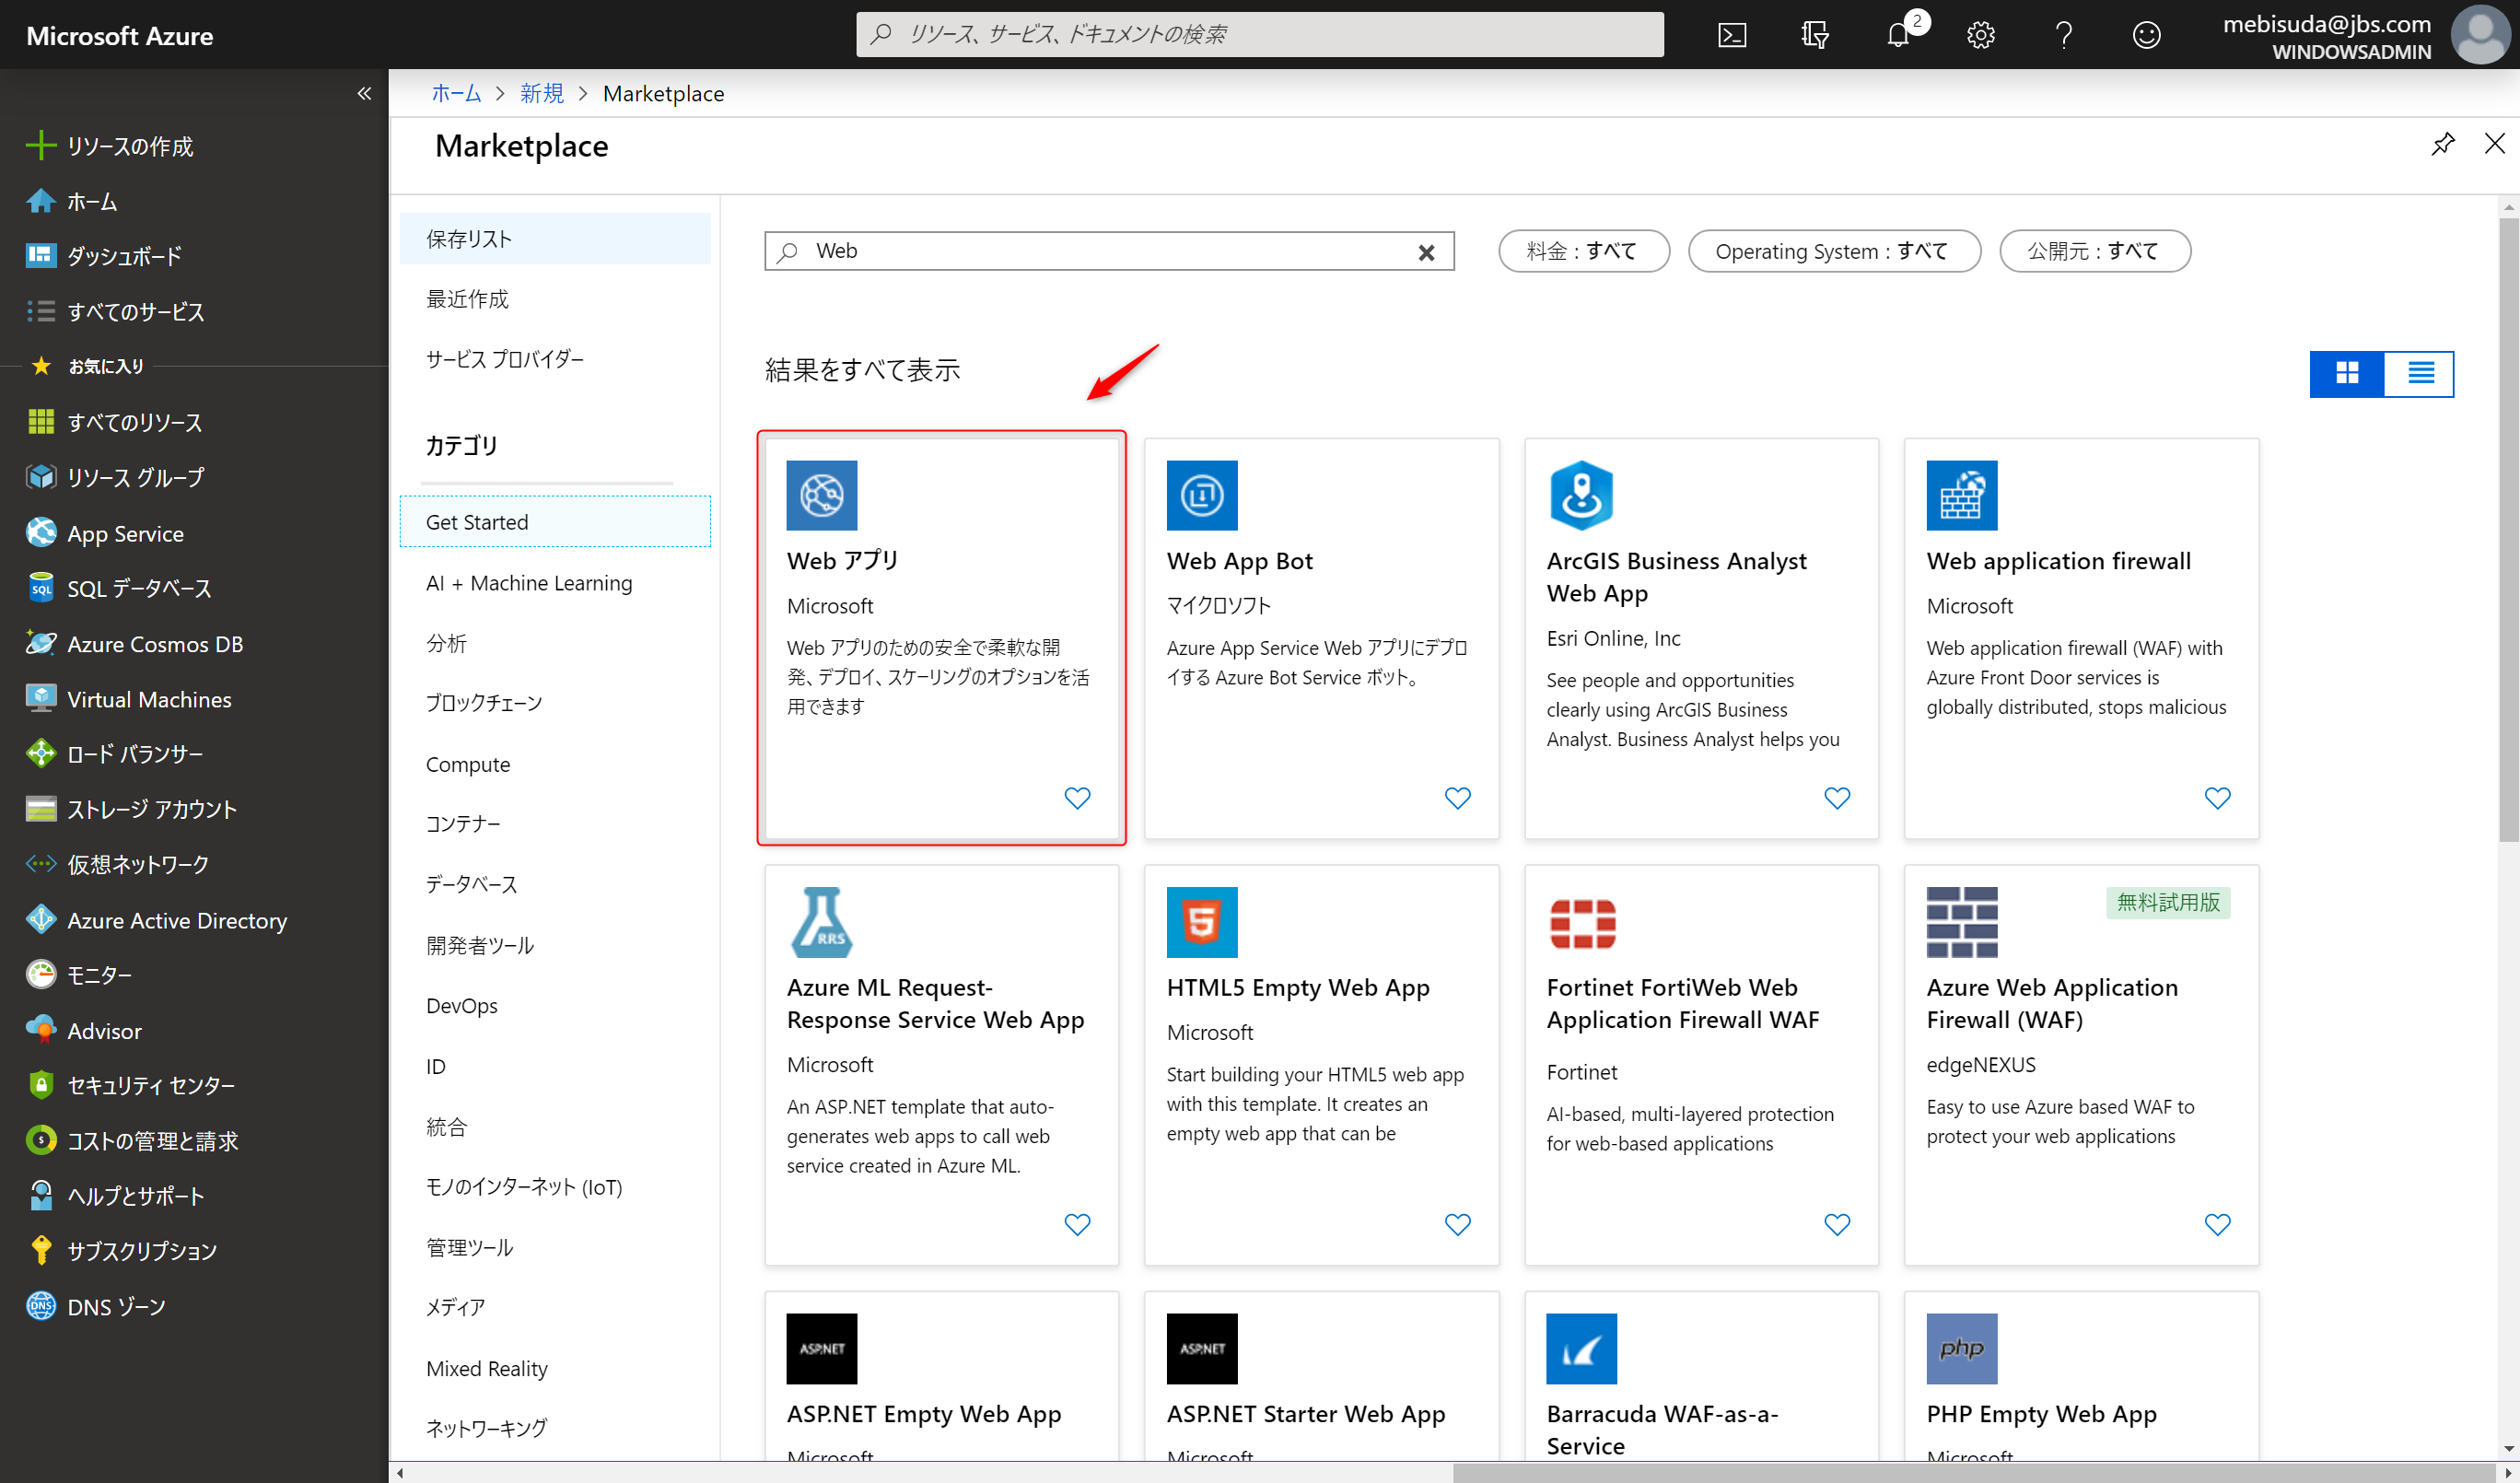 Microsoft Azure
リソース、サービス、ドキュメントの検索
2
mebisuda@jbs.com
WINDOWSADMIN
リソースの作成
ホーム
ダッシュボード
すべてのサービス
お気に入り
すべてのリソース
リソース グループ
App Service
SQL
SQL データベース
Azure Cosmos DB
Virtual Machines
ロード バランサー
ストレージ アカウント
仮想ネットワーク
Azure Active Directory
モニター
Advisor
セキュリティ センター
コストの管理と請求
ヘルプとサポート
サブスクリプション
DNS
DNS ゾーン
ホーム > 新規 > Marketplace
Marketplace
保存リスト
最近作成
サービス プロバイダー
カテゴリ
Get Started
AI + Machine Learning
分析
ブロックチェーン
Compute
コンテナー
データベース
開発者ツール
DevOps
ID
統合
モノのインターネット (IoT)
管理ツール
メディア
Mixed Reality
ネットワーキング
Web
料金 : すべて
Operating System : すべて
公開元 : すべて
結果をすべて表示
Web アプリ
Microsoft
Web アプリのための安全で柔軟な開
発、デプロイ、スケーリングのオプションを活
用できます
Web App Bot
マイクロソフト
Azure App Service Web アプリにデプロ
イする Azure Bot Service ボット。
ArcGIS Business Analyst
Web App
Esri Online, Inc
See people and opportunities
clearly using ArcGIS Business
Analyst. Business Analyst helps you
Web application firewall
Microsoft
Web application firewall (WAF) with
Azure Front Door services is
globally distributed, stops malicious
RRS
Azure ML Request-
Response Service Web App
Microsoft
An ASP.NET template that auto-
generates web apps to call web
service created in Azure ML.
5
HTML5 Empty Web App
Microsoft
Start building your HTML5 web app
with this template. It creates an
empty web app that can be
Fortinet FortiWeb Web
Application Firewall WAF
Fortinet
AI-based, multi-layered protection
for web-based applications
無料試用版
Azure Web Application
Firewall (WAF)
edgeNEXUS
Easy to use Azure based WAF to
protect your web applications
ASP.NET
ASP.NET Empty Web App
Microsoft
ASP.NET
ASP.NET Starter Web App
Microsoft
Barracuda WAF-as-a-
Service
php
PHP Empty Web App
Microsoft